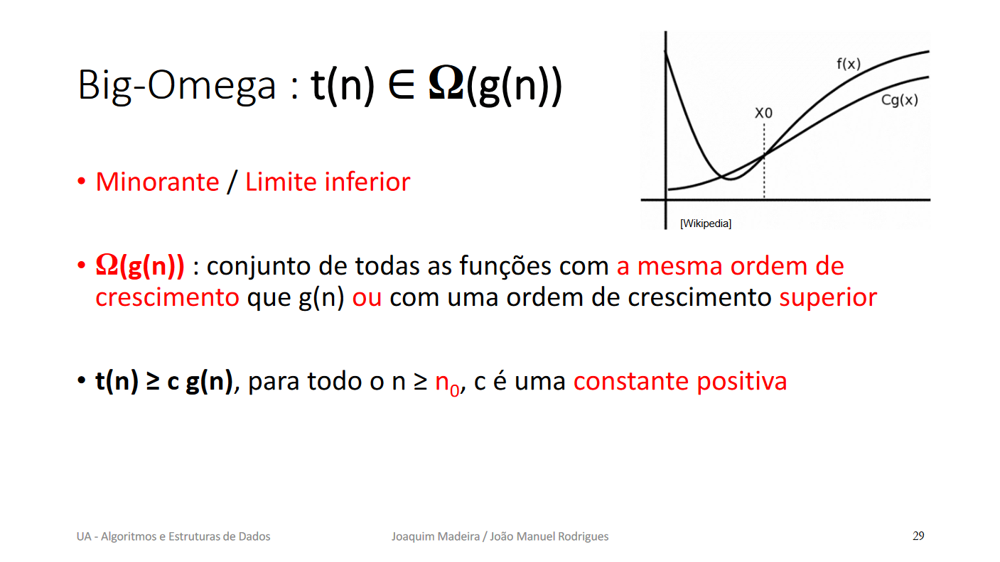 Big-Omega : t(n) ∈ Ω(g(n))
f(x)
Cg(x)
X0
[Wikipedia]
• Minorante / Limite inferior
• Ω(g(n)) : conjunto de todas as funções com a mesma ordem de
crescimento que g(n) ou com uma ordem de crescimento superior
• t(n) ≥ c g(n), para todo o n ≥ n₀, c é uma constante positiva
UA - Algoritmos e Estruturas de Dados
Joaquim Madeira / João Manuel Rodrigues
29